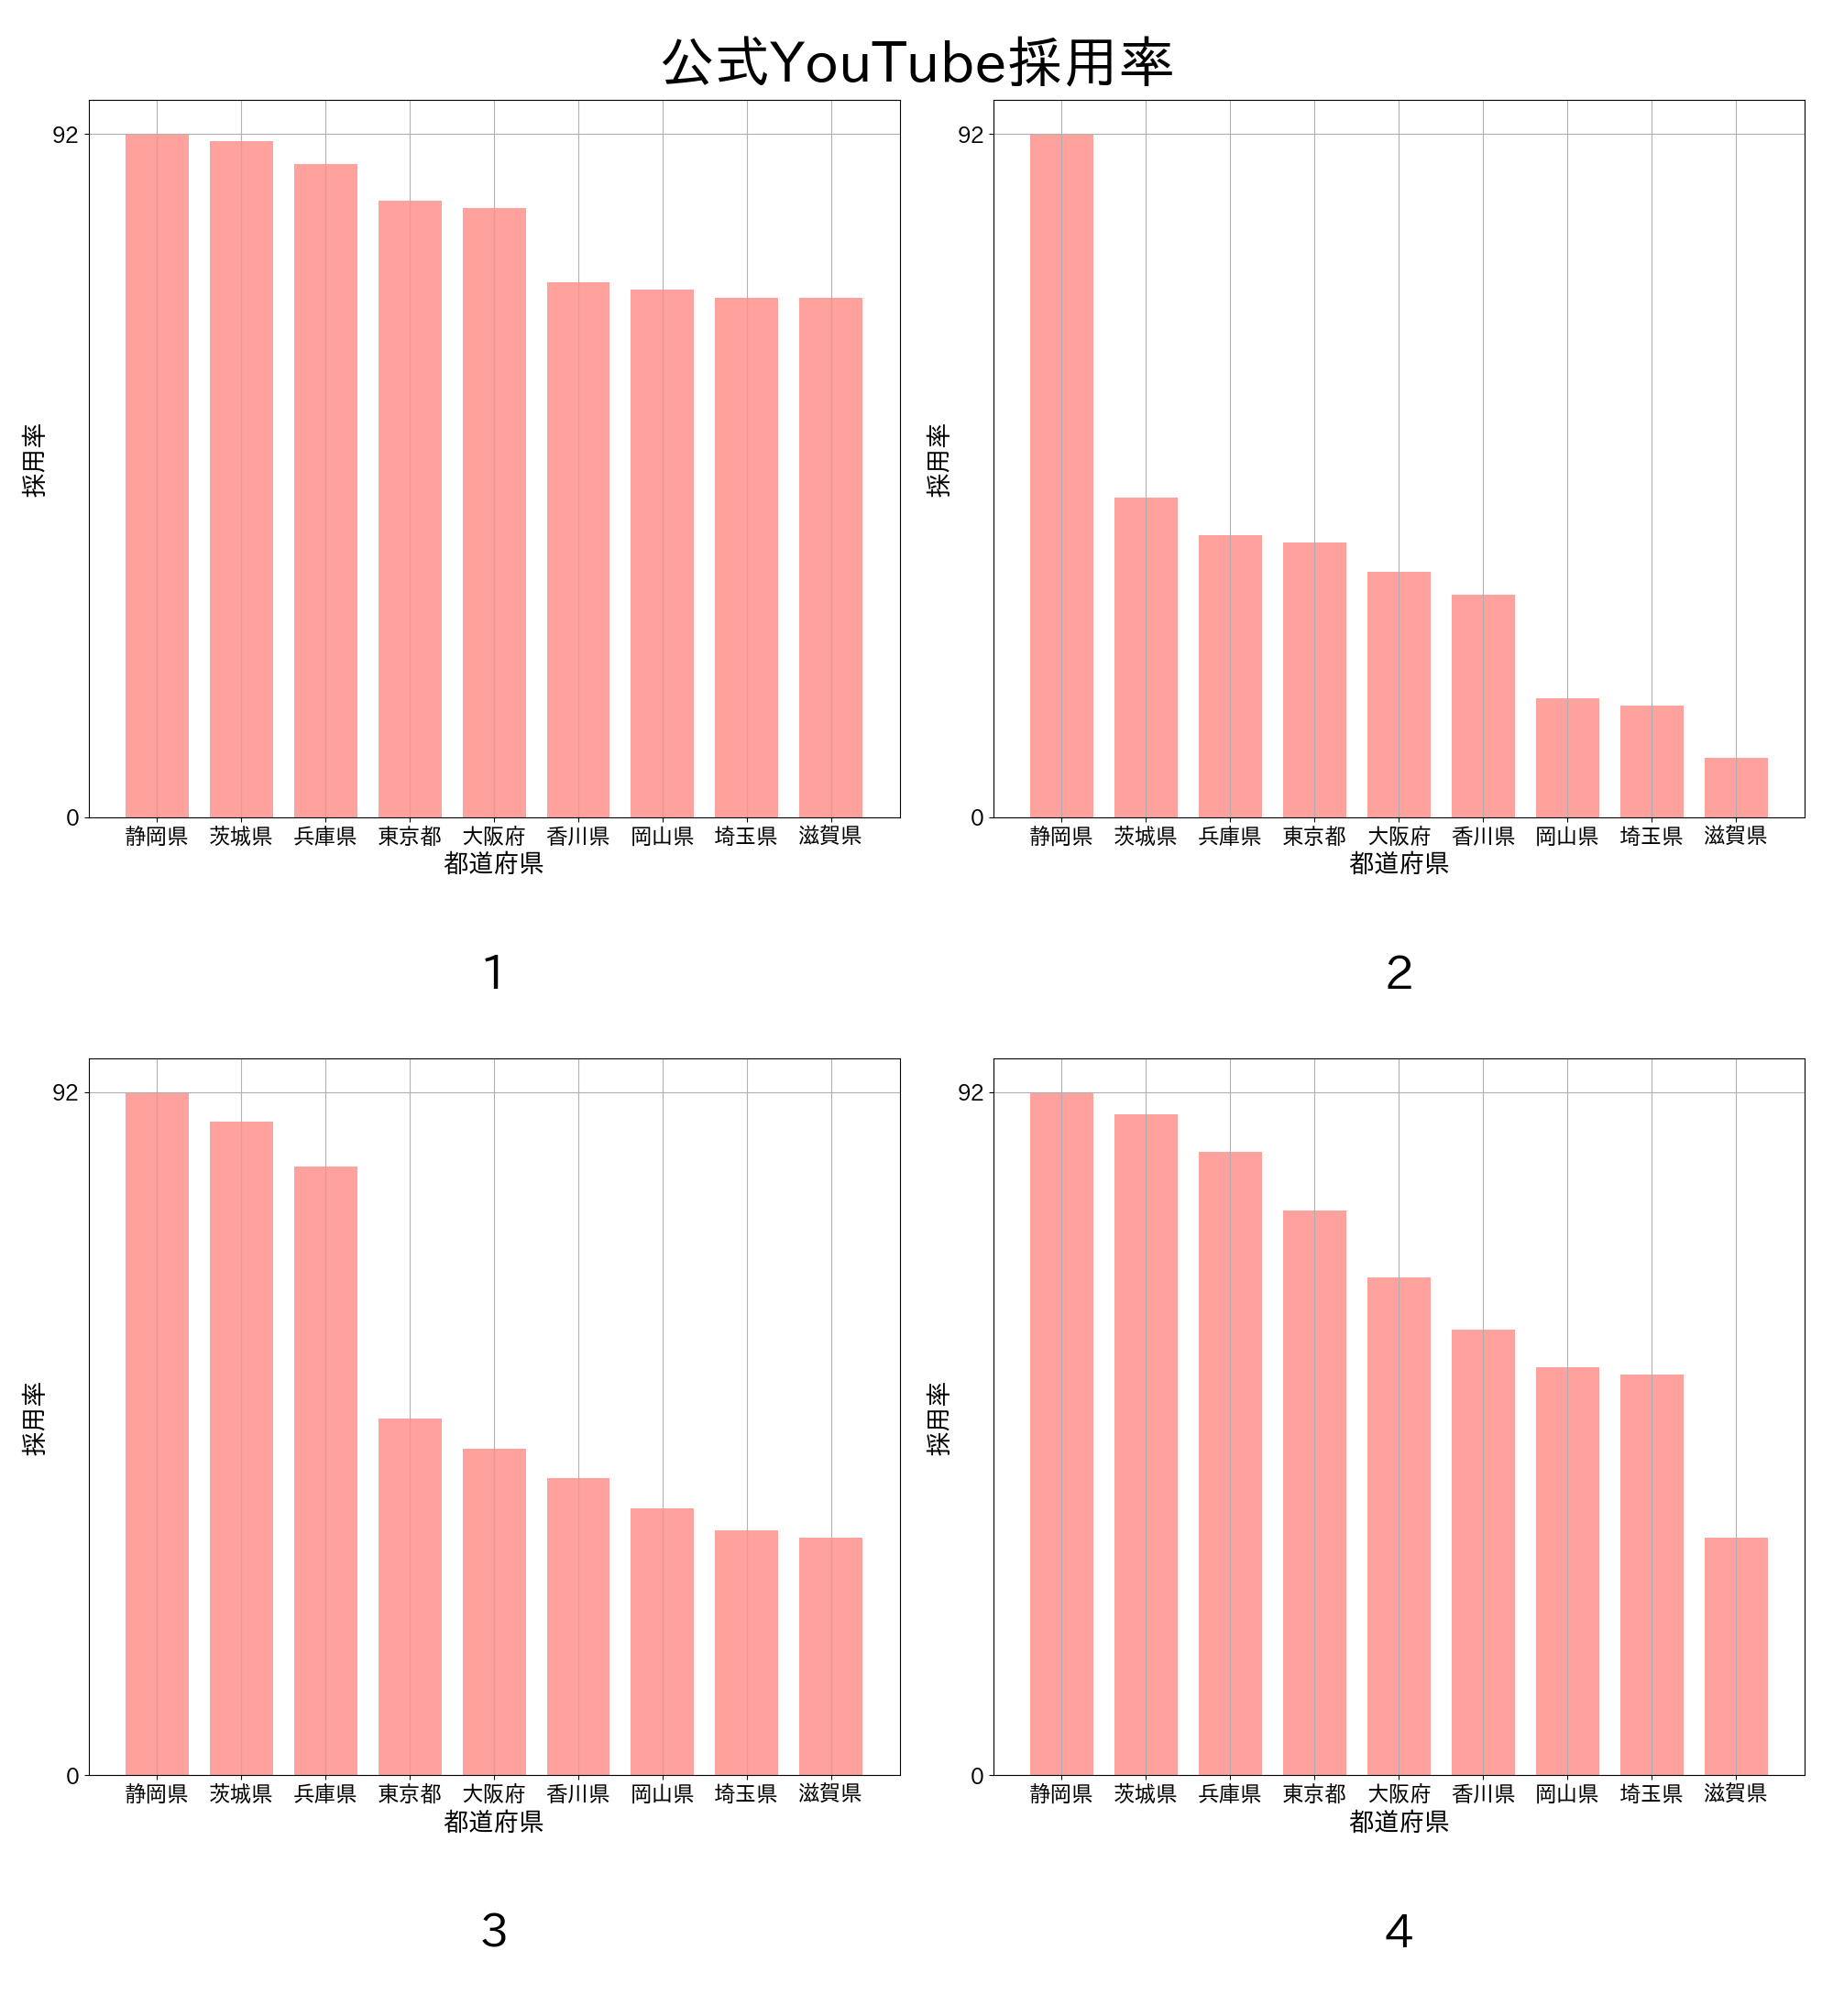 公式YouTube採用率
92
0
採用率
静岡県 茨城県 兵庫県 東京都 大阪府 香川県 岡山県 埼玉県 滋賀県
都道府県
1
92
0
採用率
静岡県 茨城県 兵庫県 東京都 大阪府 香川県 岡山県 埼玉県 滋賀県
都道府県
2
92
0
採用率
静岡県 茨城県 兵庫県 東京都 大阪府 香川県 岡山県 埼玉県 滋賀県
都道府県
3
92
0
採用率
静岡県 茨城県 兵庫県 東京都 大阪府 香川県 岡山県 埼玉県 滋賀県
都道府県
4